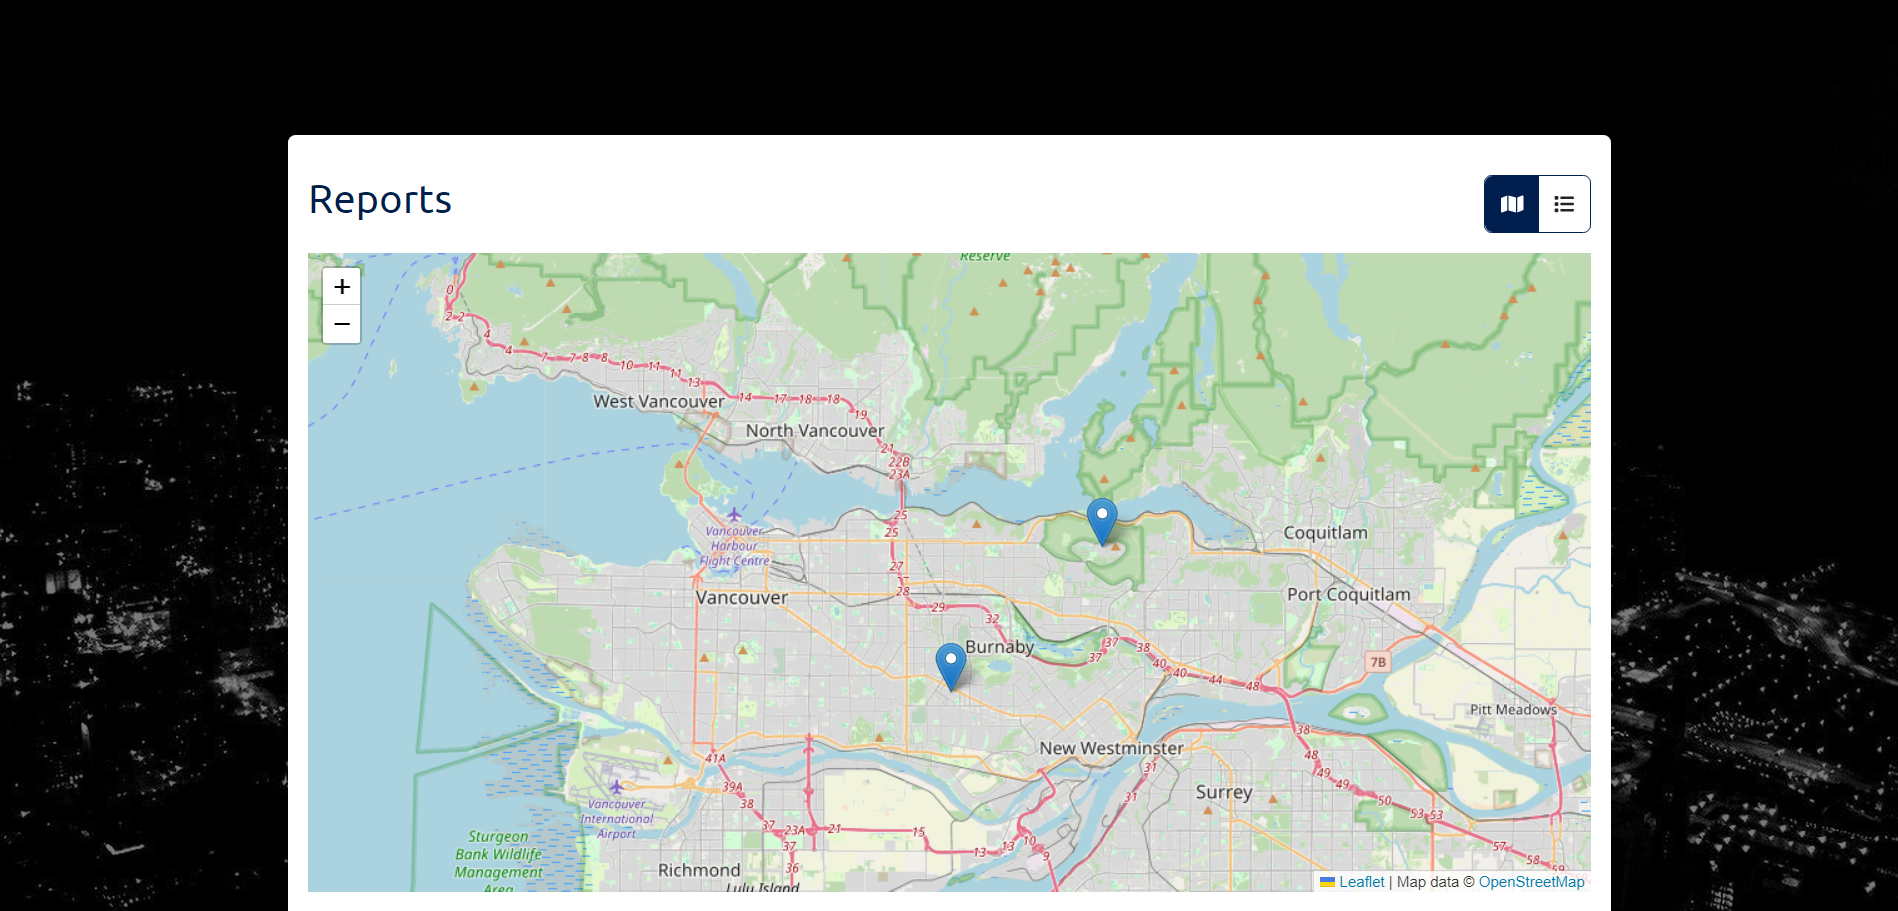 Reports
+
−
Reserve
0
2
2
4
4
7
7
8
8
10
11
11
13
14
17
18
18
19
West Vancouver
North Vancouver
21
22B
23A
25
25
Vancouver
Harbour
Flight Centre
Coquitlam
27
28
29
32
Vancouver
Port Coquitlam
Burnaby
37
37
38
40
40
44
48
7B
Pitt Meadows
New Westminster
38
41A
39A
38
31
31
48
49
49
50
53
53
Surrey
Vancouver
International
Airport
37
23A
21
15
37
36
13
13
10
9
57
58
59
Sturgeon
Bank Wildlife
Management
Area
Richmond
Lulu Island
Leaflet | Map data © OpenStreetMap